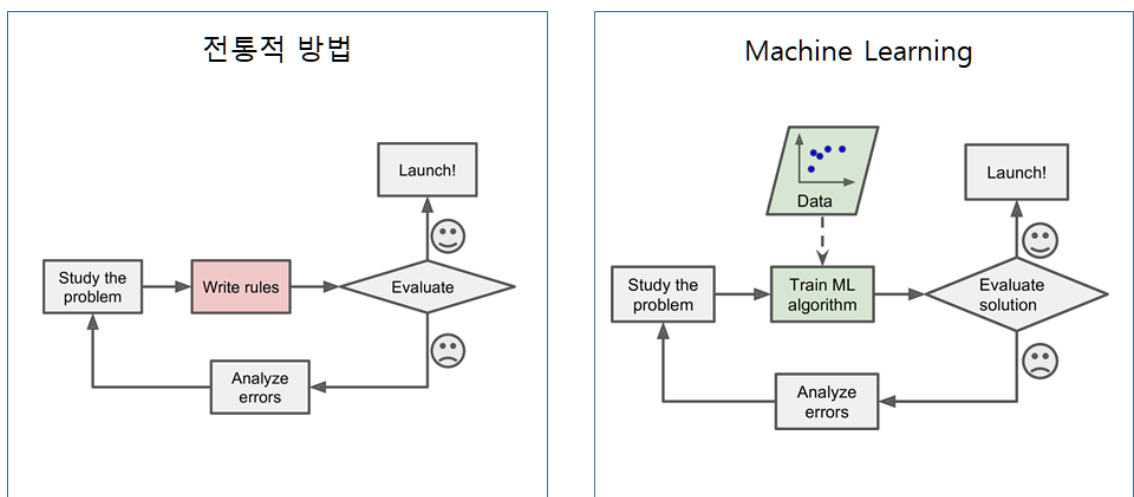 전통적 방법
Launch!
Study the
problem
Write rules
Evaluate
Analyze
errors
Machine Learning
Data
Launch!
Study the
problem
Train ML
algorithm
Evaluate
solution
Analyze
errors